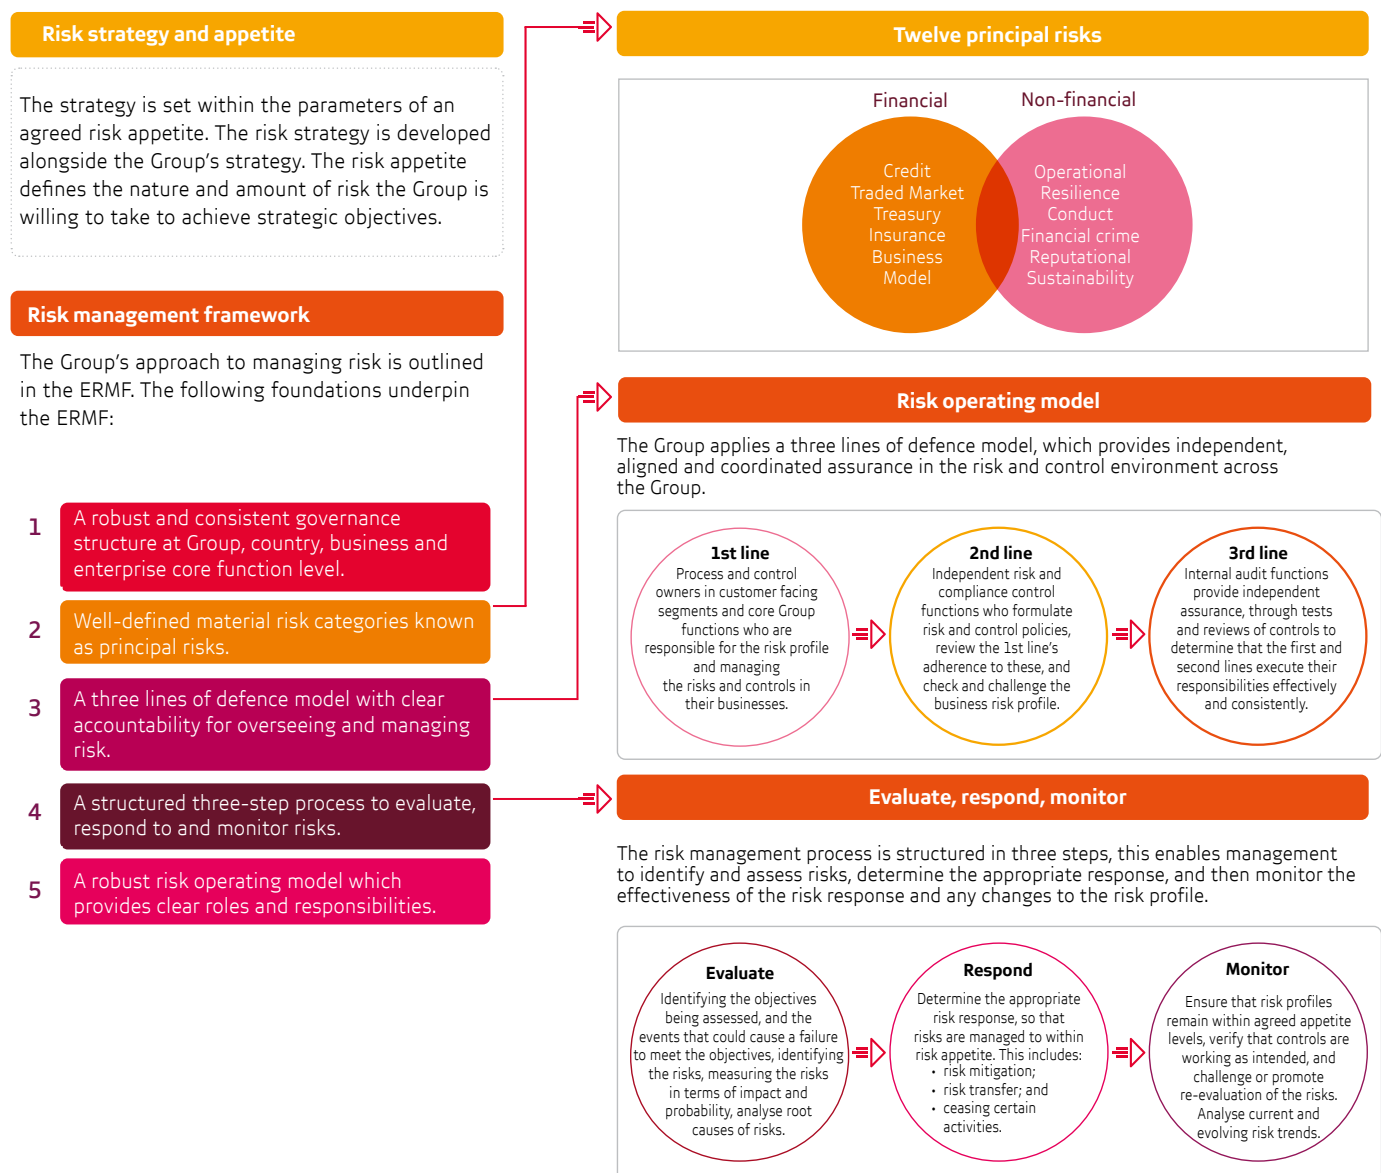 Risk strategy and appetite
The strategy is set within the parameters of an
agreed risk appetite. The risk strategy is developed
alongside the Group's strategy. The risk appetite
defines the nature and amount of risk the Group is
willing to take to achieve strategic objectives.
Risk management framework
The Group's approach to managing risk is outlined
in the ERMF. The following foundations underpin
the ERMF:
1
A robust and consistent governance
structure at Group, country, business and
enterprise core function level.
2
Well-defined material risk categories known
as principal risks.
3
A three lines of defence model with clear
accountability for overseeing and managing
risk.
4
A structured three-step process to evaluate,
respond to and monitor risks.
5
A robust risk operating model which
provides clear roles and responsibilities.
Twelve principal risks
Financial
Credit
Traded Market
Treasury
Insurance
Business
Model
Non-financial
Operational
Resilience
Conduct
Financial crime
Reputational
Sustainability
Risk operating model
The Group applies a three lines of defence model, which provides independent,
aligned and coordinated assurance in the risk and control environment across
the Group.
1st line
Process and control
owners in customer facing
segments and core Group
functions who are
responsible for the risk profile
and managing
the risks and controls in
their businesses.
2nd line
Independent risk and
compliance control
functions who formulate
risk and control policies,
review the 1st line's
adherence to these, and
check and challenge the
business risk profile.
3rd line
Internal audit functions
provide independent
assurance, through tests
and reviews of controls to
determine that the first and
second lines execute their
responsibilities effectively
and consistently.
Evaluate, respond, monitor
The risk management process is structured in three steps, this enables management
to identify and assess risks, determine the appropriate response, and then monitor the
effectiveness of the risk response and any changes to the risk profile.
Evaluate
Identifying the objectives
being assessed, and the
events that could cause a failure
to meet the objectives, identifying
the risks, measuring the risks
in terms of impact and
probability, analyse root
causes of risks.
Respond
Determine the appropriate
risk response, so that
risks are managed to within
risk appetite. This includes:
• risk mitigation;
• risk transfer; and
• ceasing certain
activities.
Monitor
Ensure that risk profiles
remain within agreed appetite
levels, verify that controls are
working as intended, and
challenge or promote
re-evaluation of the risks.
Analyse current and
evolving risk trends.